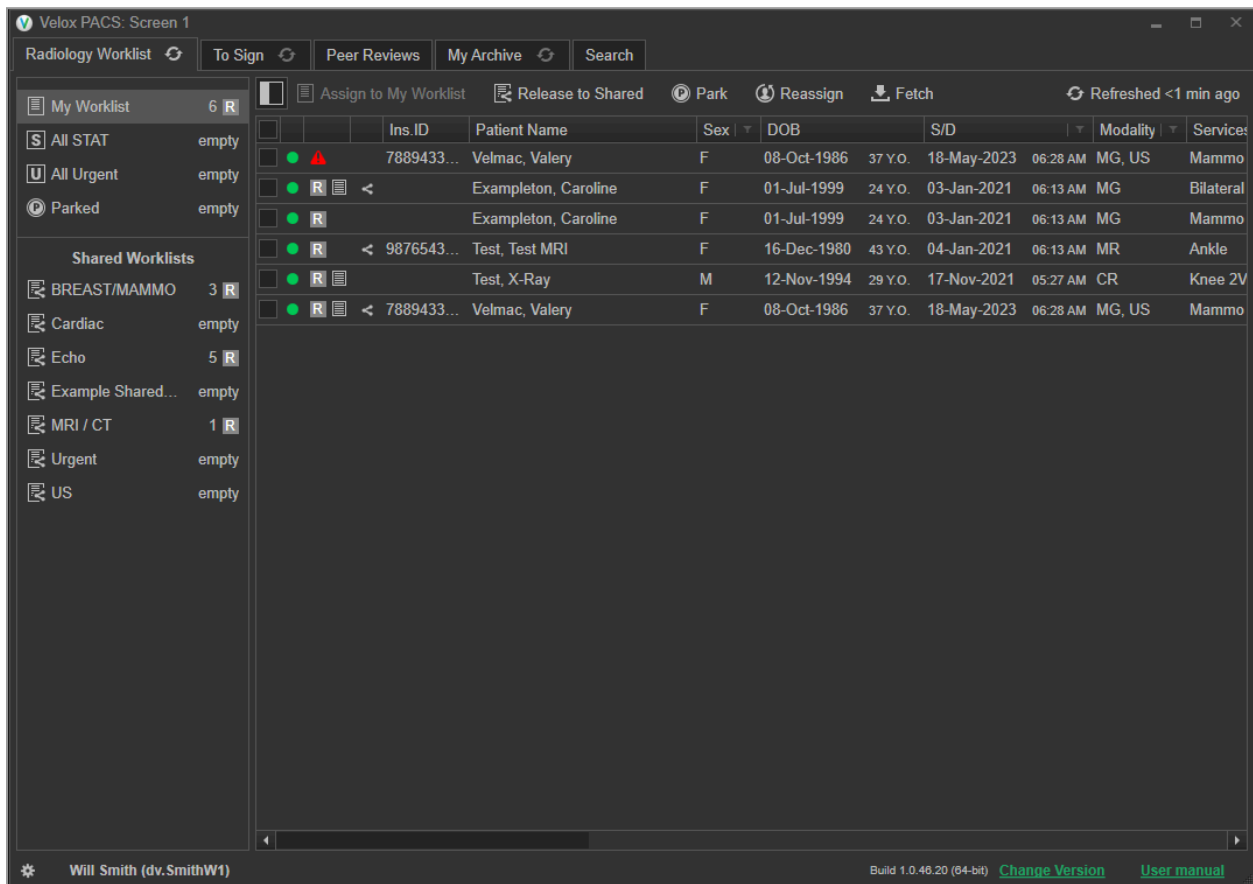 Velox PACS: Screen 1
Radiology Worklist To Sign Peer Reviews My Archive Search
My Worklist 6 R
S All STAT empty
U All Urgent empty
P Parked empty
Shared Worklists
BREAST/MAMMO 3 R
Cardiac empty
Echo 5 R
Example Shared... empty
MRI / CT 1 R
Urgent empty
US empty
Assign to My Worklist Release to Shared P Park Reassign Fetch Refreshed <1 min ago
Ins.ID Patient Name Sex DOB S/D Modality Services
7889433... Velmac, Valery F 08-Oct-1986 37 Y.O. 18-May-2023 06:28 AM MG, US Mammo
R Exampleton, Caroline F 01-Jul-1999 24 Y.O. 03-Jan-2021 06:13 AM MG Bilateral
R Exampleton, Caroline F 01-Jul-1999 24 Y.O. 03-Jan-2021 06:13 AM MG Mammo
R 9876543... Test, Test MRI F 16-Dec-1980 43 Y.O. 04-Jan-2021 06:13 AM MR Ankle
R Test, X-Ray M 12-Nov-1994 29 Y.O. 17-Nov-2021 05:27 AM CR Knee 2V
R 7889433... Velmac, Valery F 08-Oct-1986 37 Y.O. 18-May-2023 06:28 AM MG, US Mammo
Will Smith (dv.SmithW1) Build 1.0.46.20 (64-bit) Change Version User manual